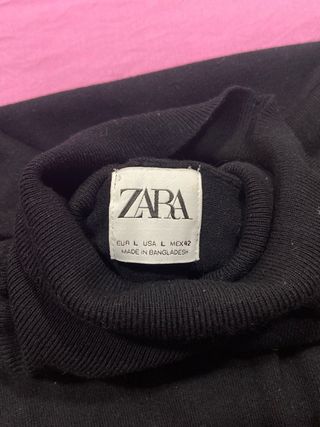 ZARA
EUR L USA L MEX 42
MADE IN BANGLADESH